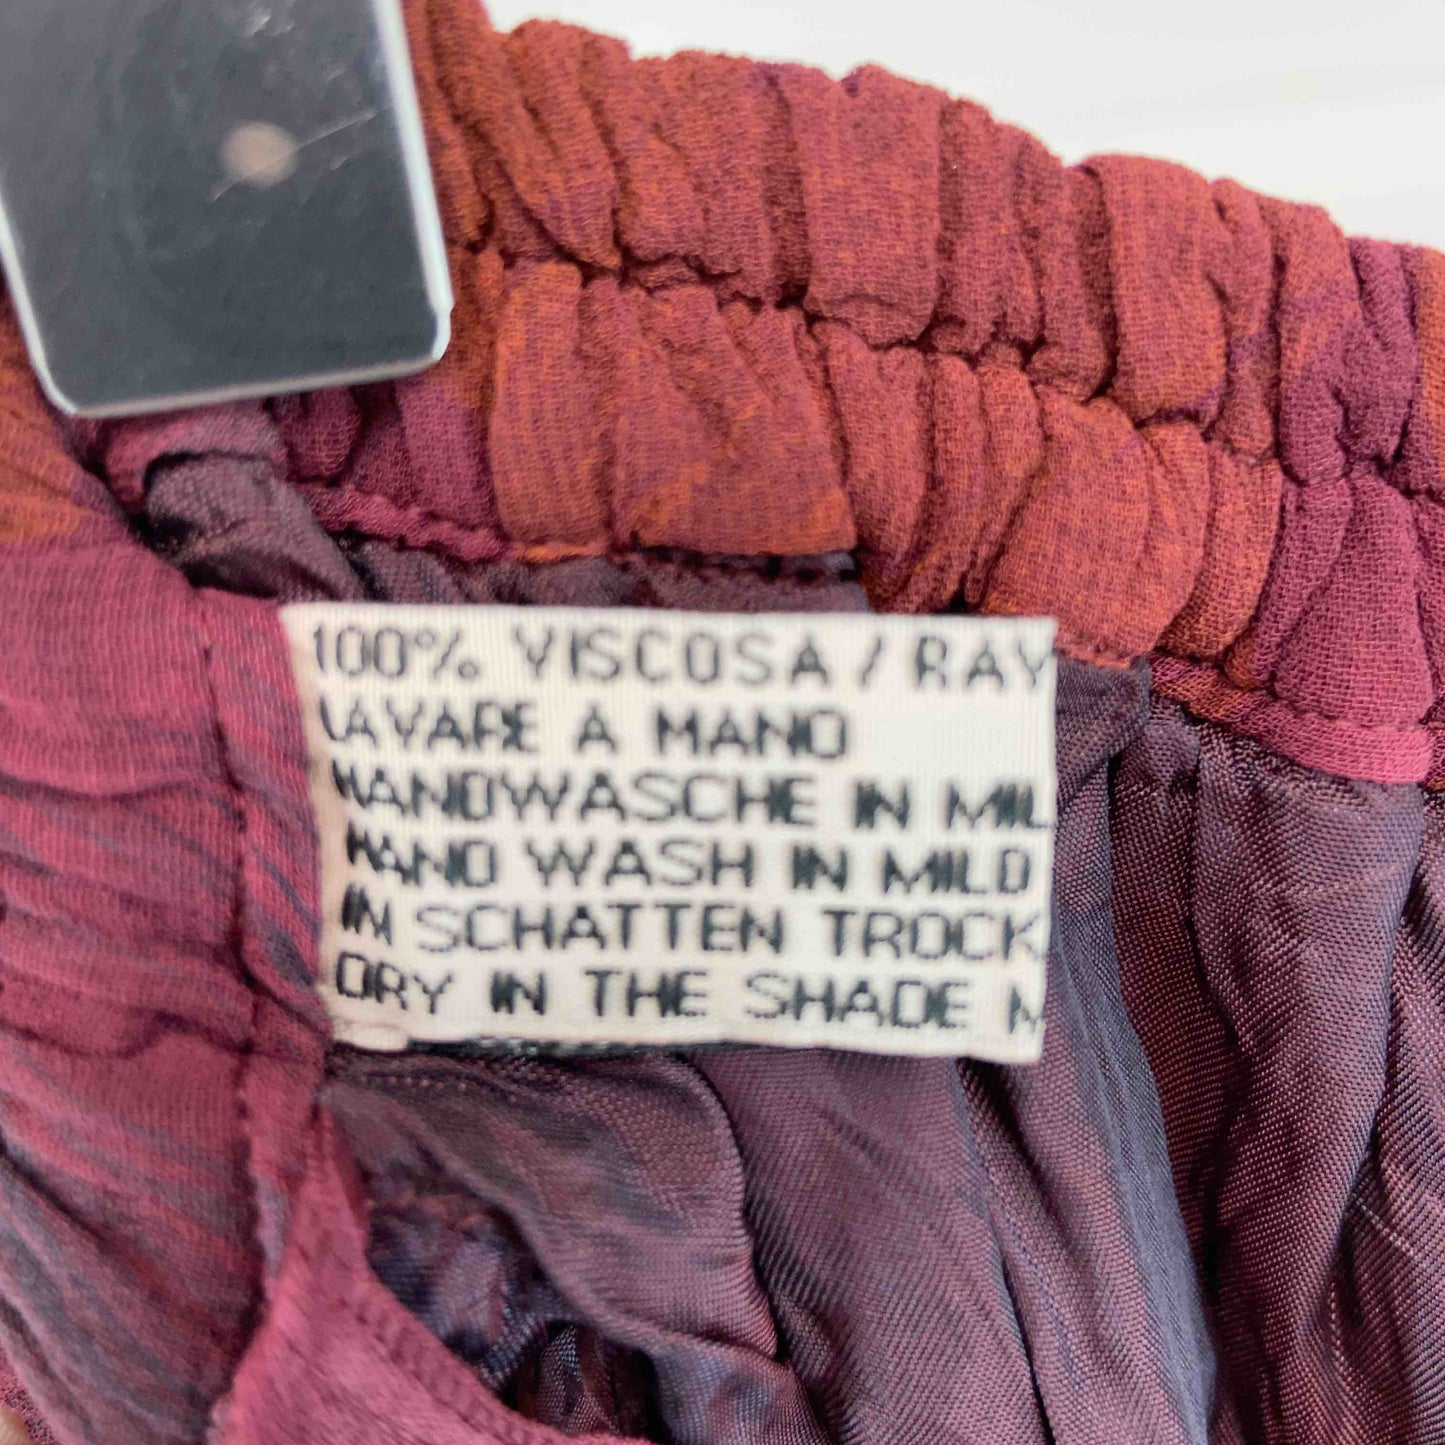 100% VISCOSA / RAY
LAVARE A MANO
HANDWASCHE IN MIL
HAND WASH IN MILD
IN SCHATTEN TROCK
DRY IN THE SHADE